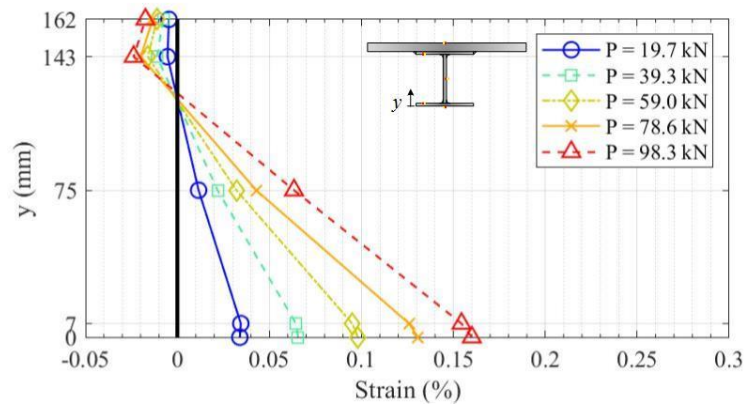 162
143
75
7
0
y (mm)
-0.05 0 0.05 0.1 0.15 0.2 0.25 0.3
Strain (%)
y
P = 19.7 kN
P = 39.3 kN
P = 59.0 kN
P = 78.6 kN
P = 98.3 kN